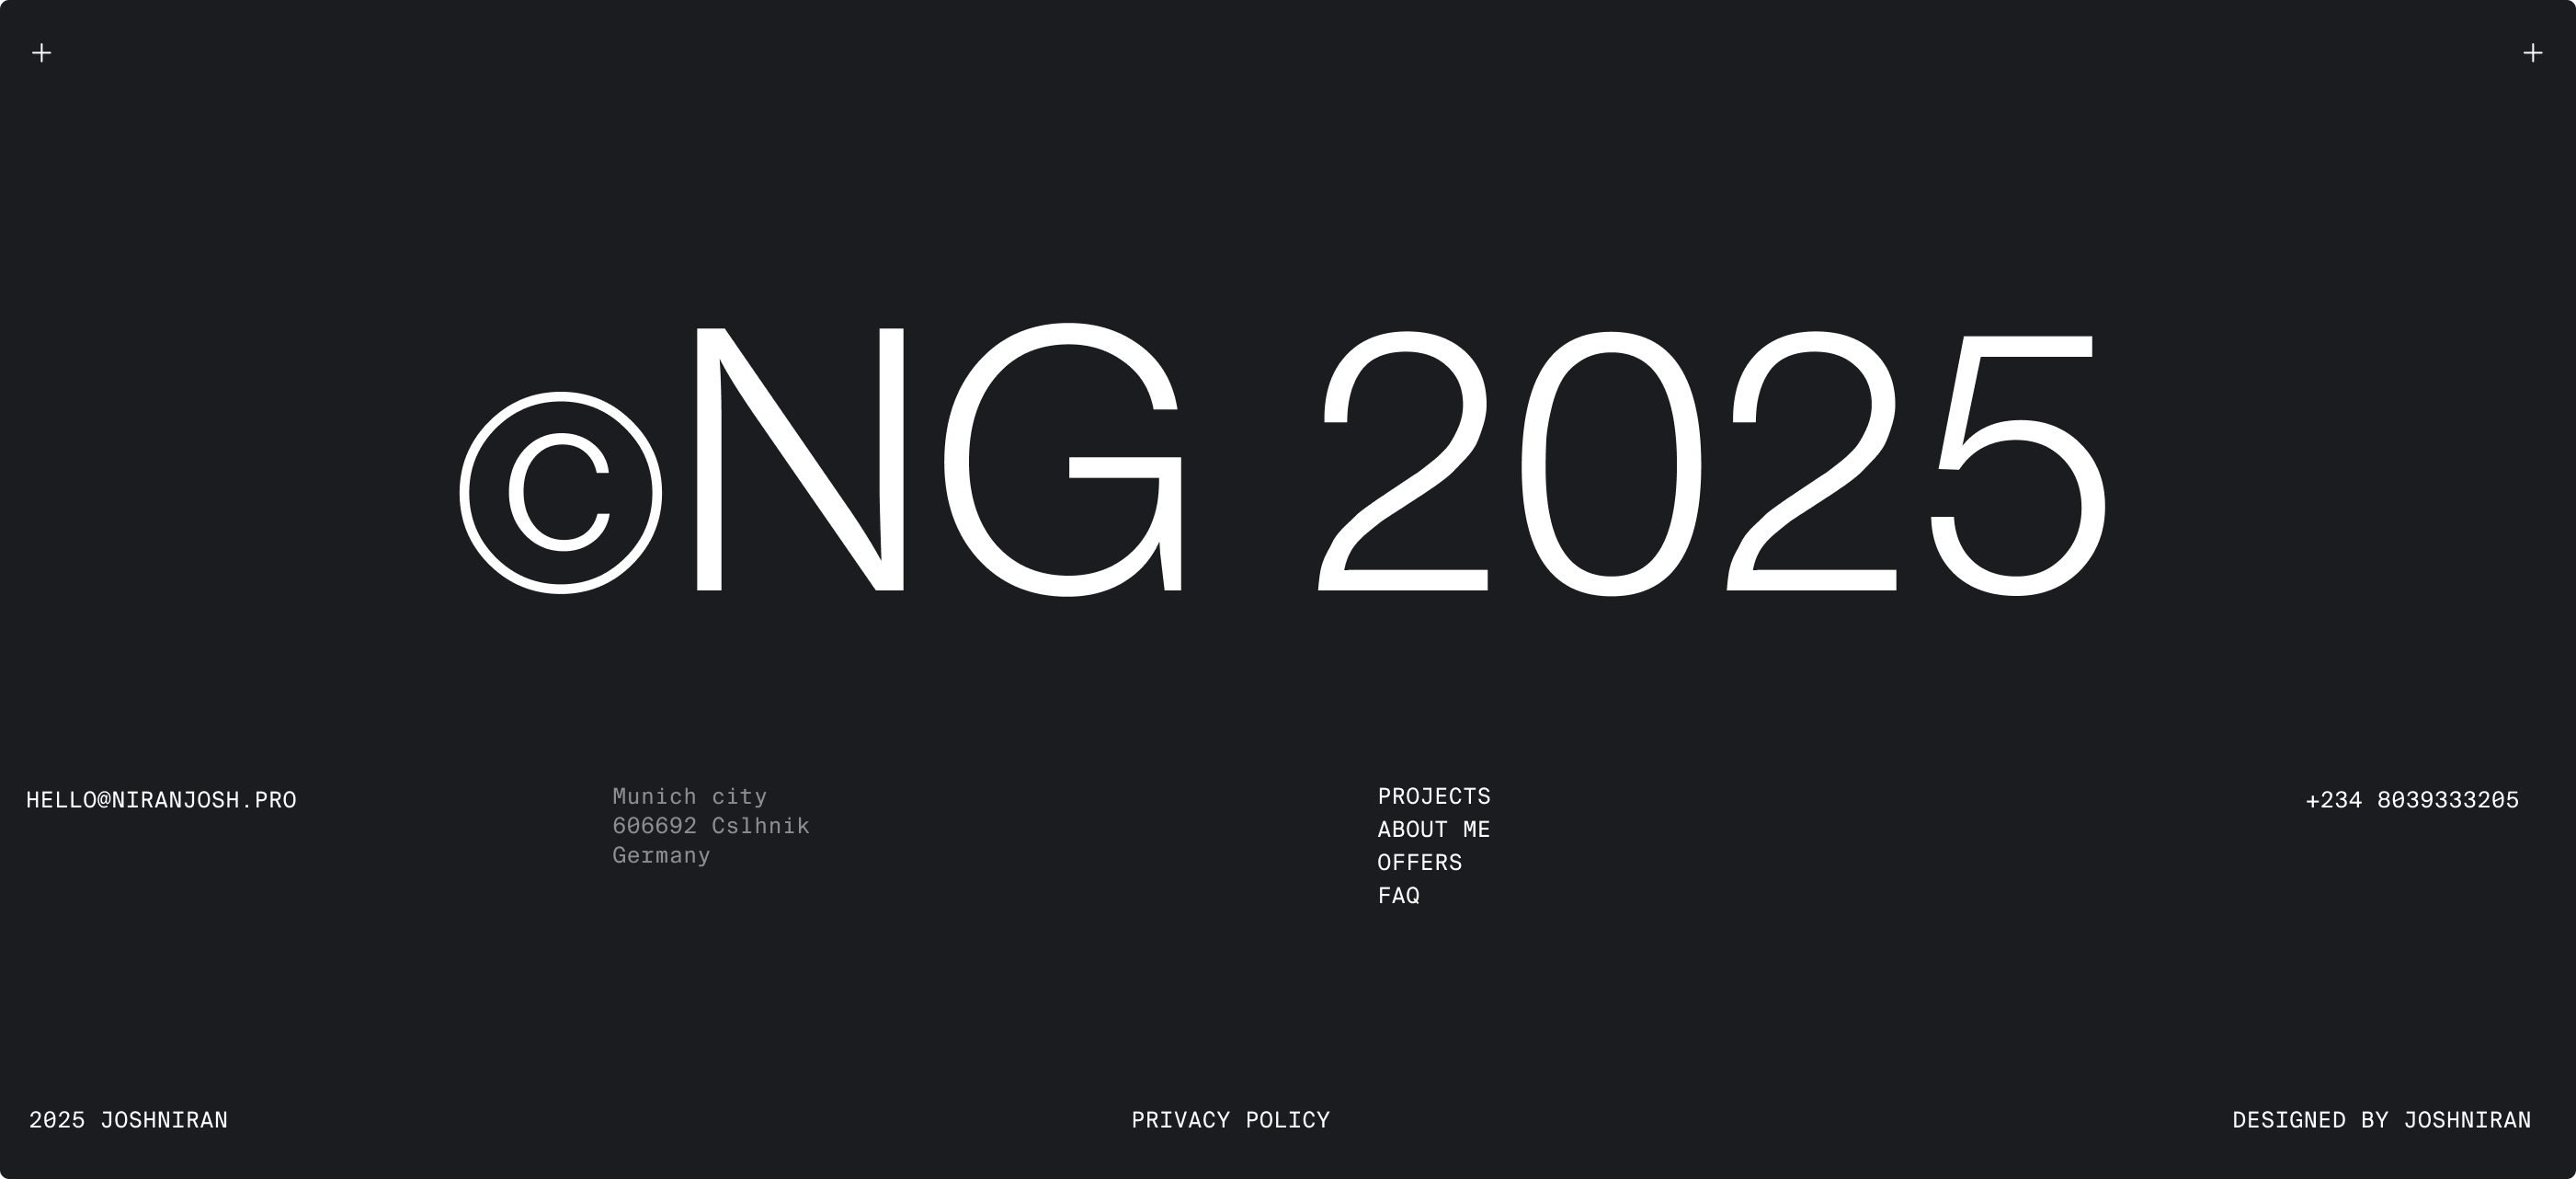 ©NG 2025
HELLO@NIRANJOSH.PRO
Munich city
606692 Cslhnik
Germany
PROJECTS
ABOUT ME
OFFERS
FAQ
+234 8039333205
2025 JOSHNIRAN
PRIVACY POLICY
DESIGNED BY JOSHNIRAN